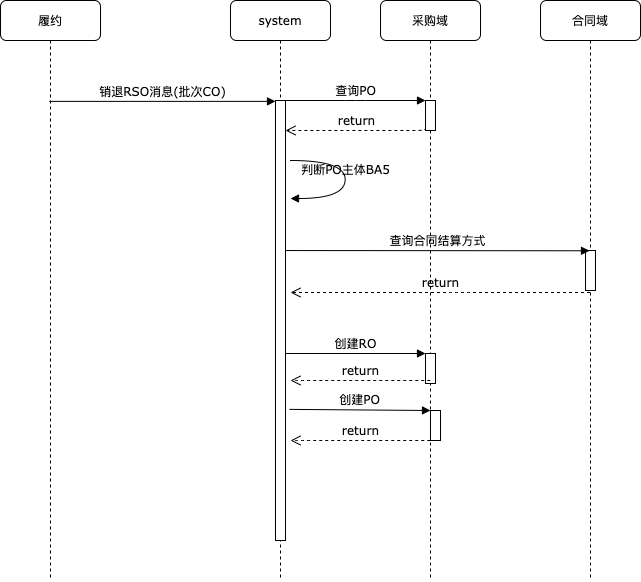 履约
system
采购域
合同域
销退RSO消息(批次CO)
查询PO
return
判断PO主体BA5
查询合同结算方式
return
创建RO
return
创建PO
return